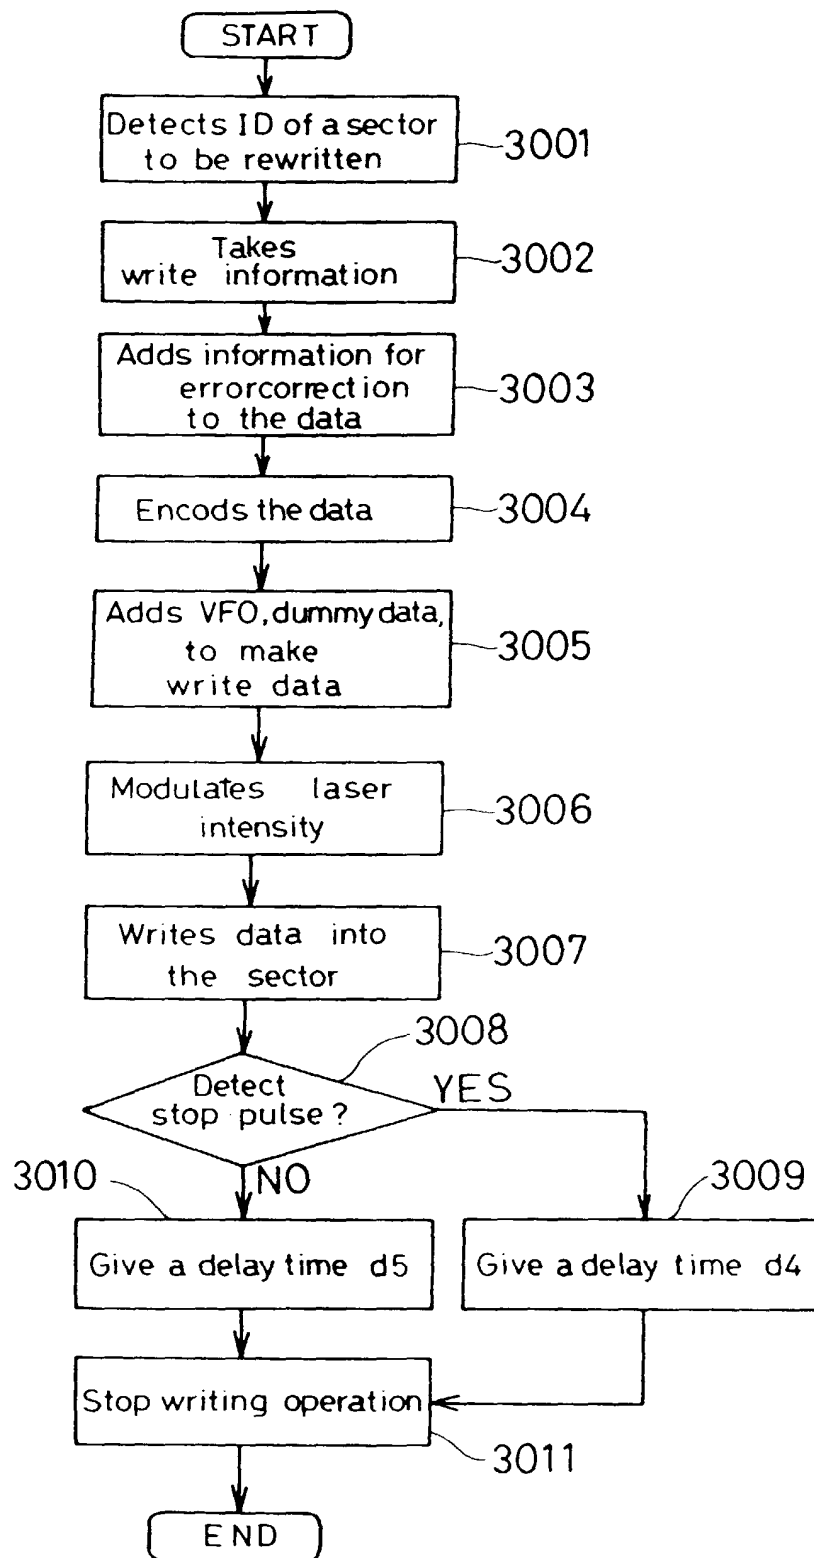 START
Detects ID of a sector
to be rewritten
3001
Takes
write information
3002
Adds information for
errorcorrection
to the data
3003
Encods the data
3004
Adds VFO, dummy data,
to make
write data
3005
Modulates laser
intensity
3006
Writes data into
the sector
3007
3008
Detect
stop pulse?
YES
NO
3010
3009
Give a delay time d5
Give a delay time d4
Stop writing operation
3011
END